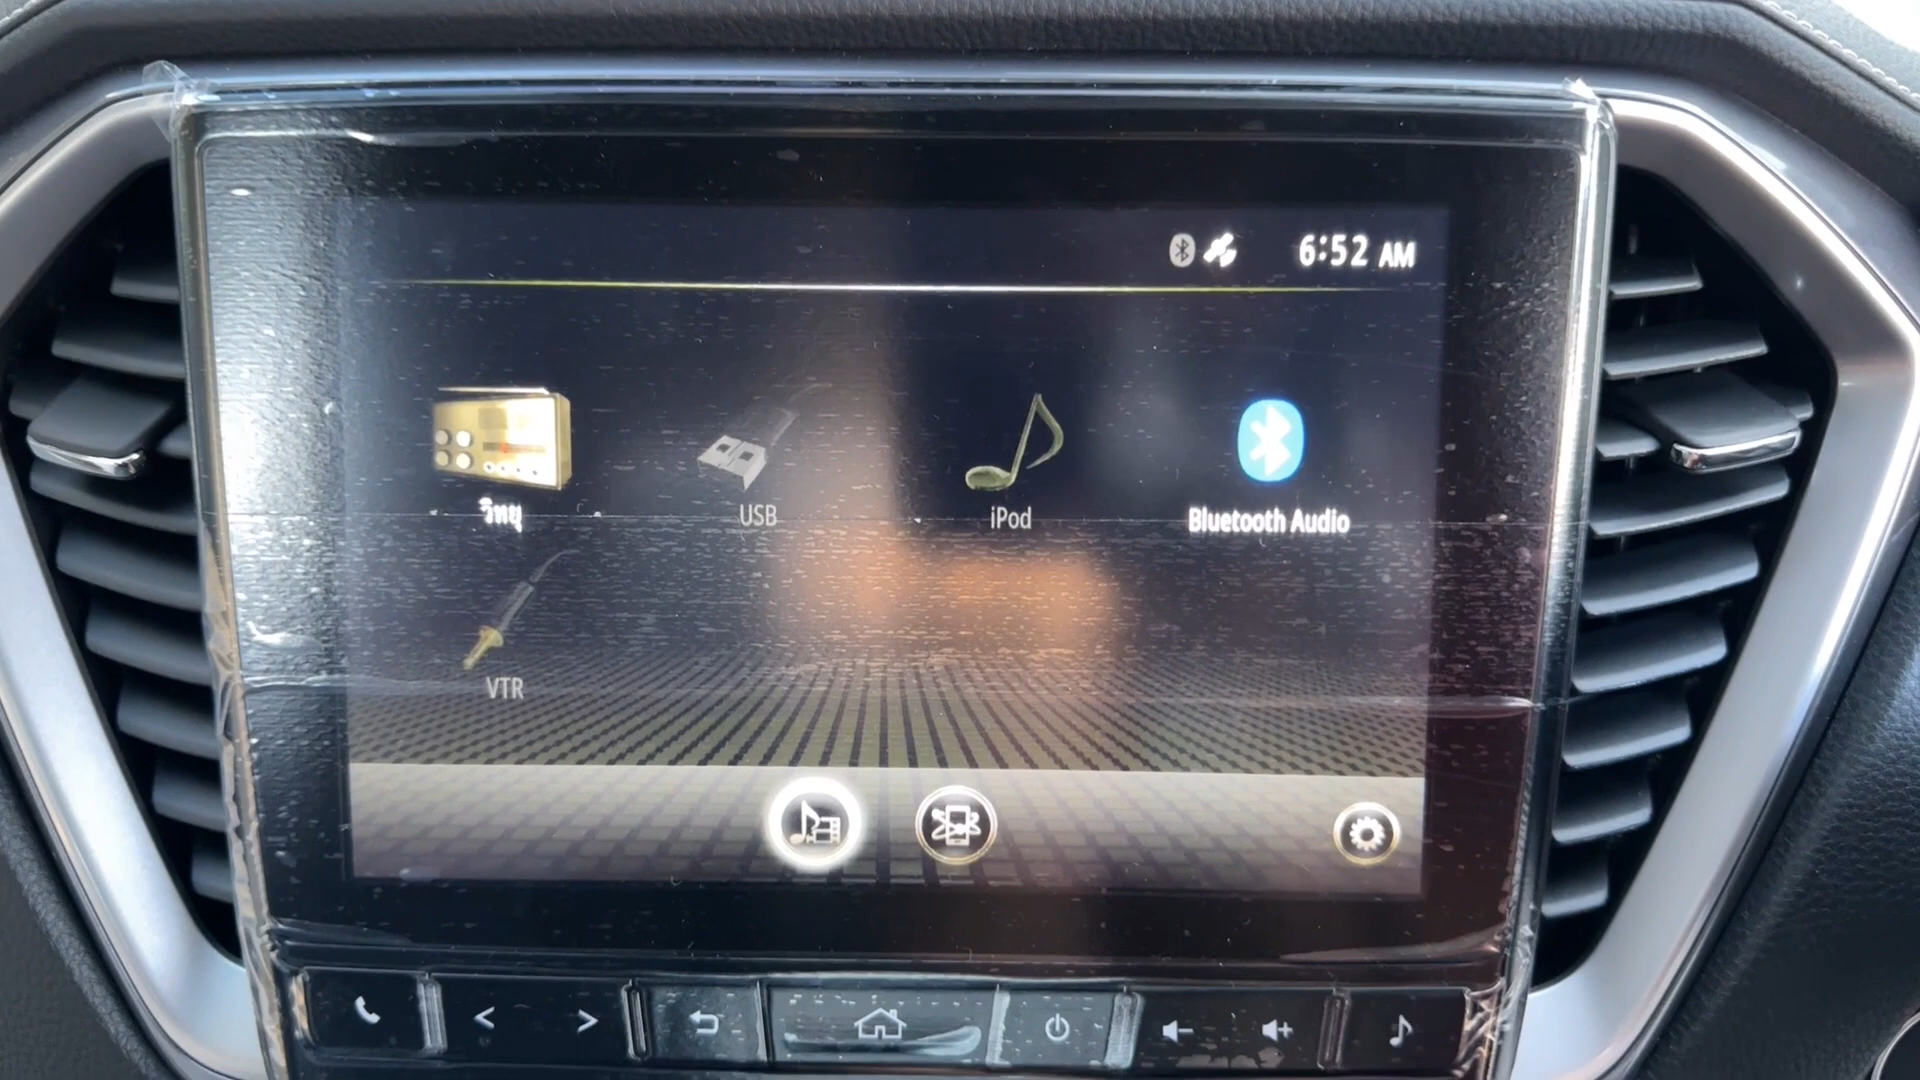 6:52 AM
วิทยุ
USB
iPod
Bluetooth Audio
VTR